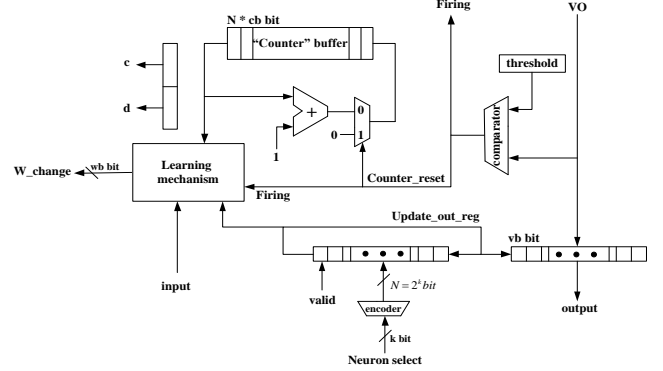 Firing
VO
N * cb bit
"Counter" buffer
c
threshold
d
+
0
0
1
comparator
1
Learning
mechanism
wb bit
W_change
Counter_reset
Firing
Update_out_reg
vb bit
input
N = 2^k bit
valid
encoder
output
k bit
Neuron select